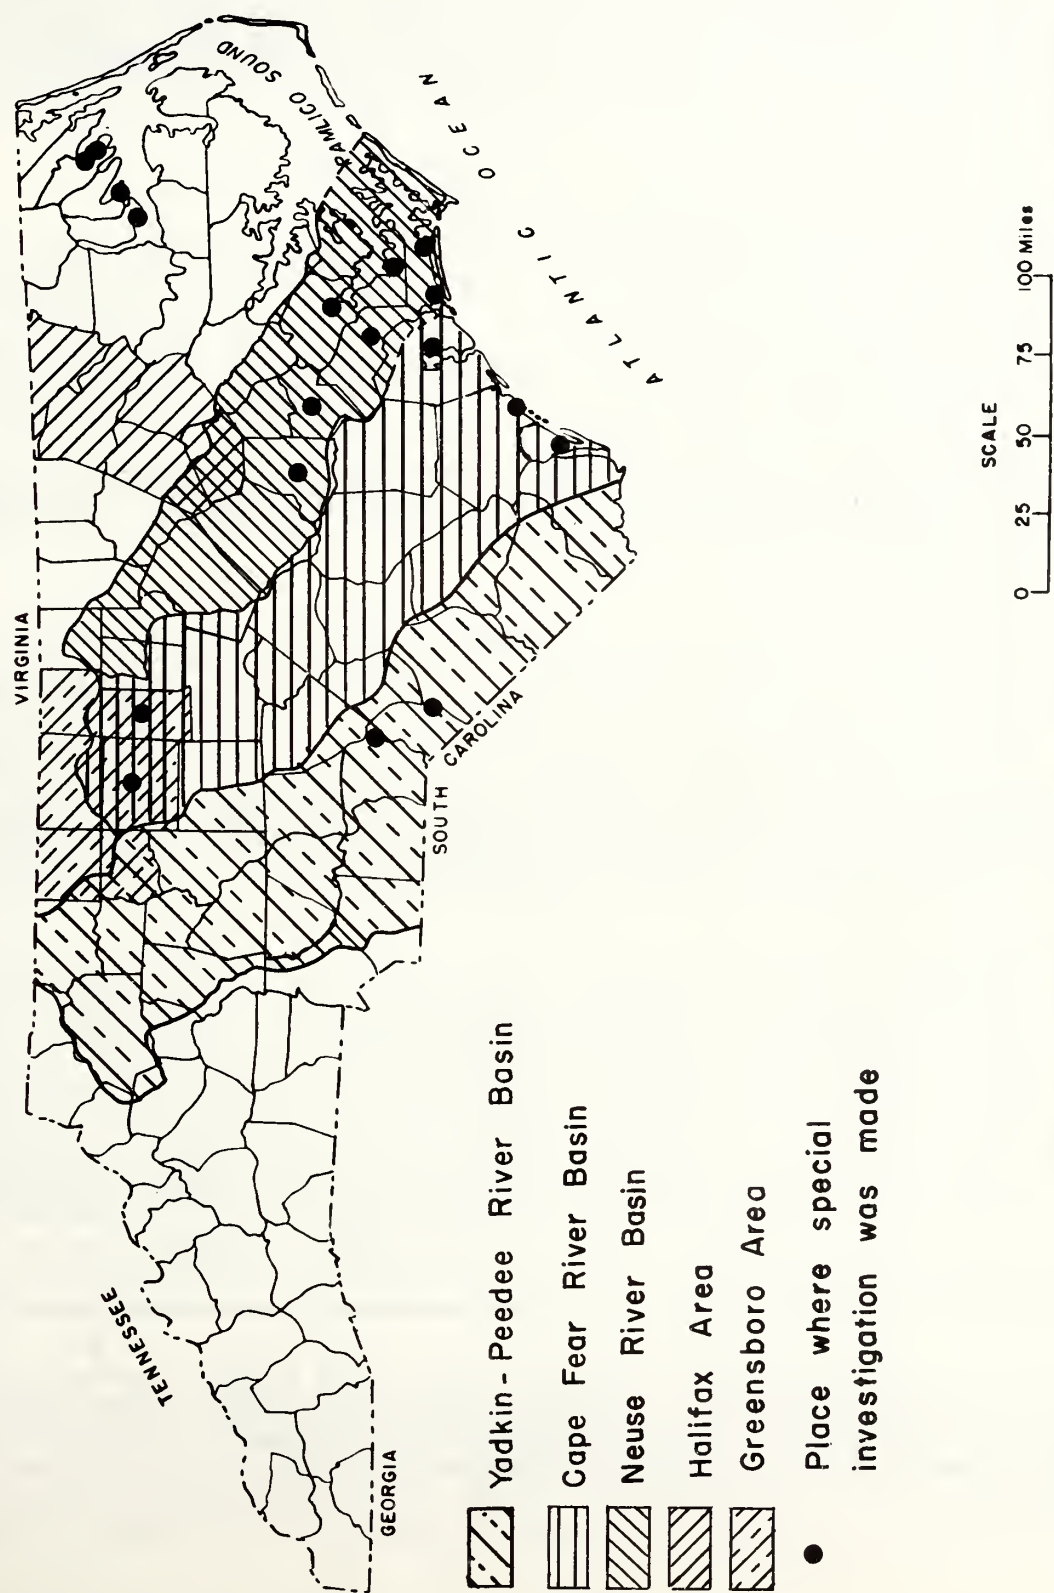 VIRGINIA
TENNESSEE
GEORGIA
SOUTH
CAROLINA
PAMLICO SOUND
ATLANTIC OCEAN
Yadkin-Peedee River Basin
Cape Fear River Basin
Neuse River Basin
Halifax Area
Greensboro Area
Place where special
investigation was made
SCALE
0 25 50 75 100 Miles